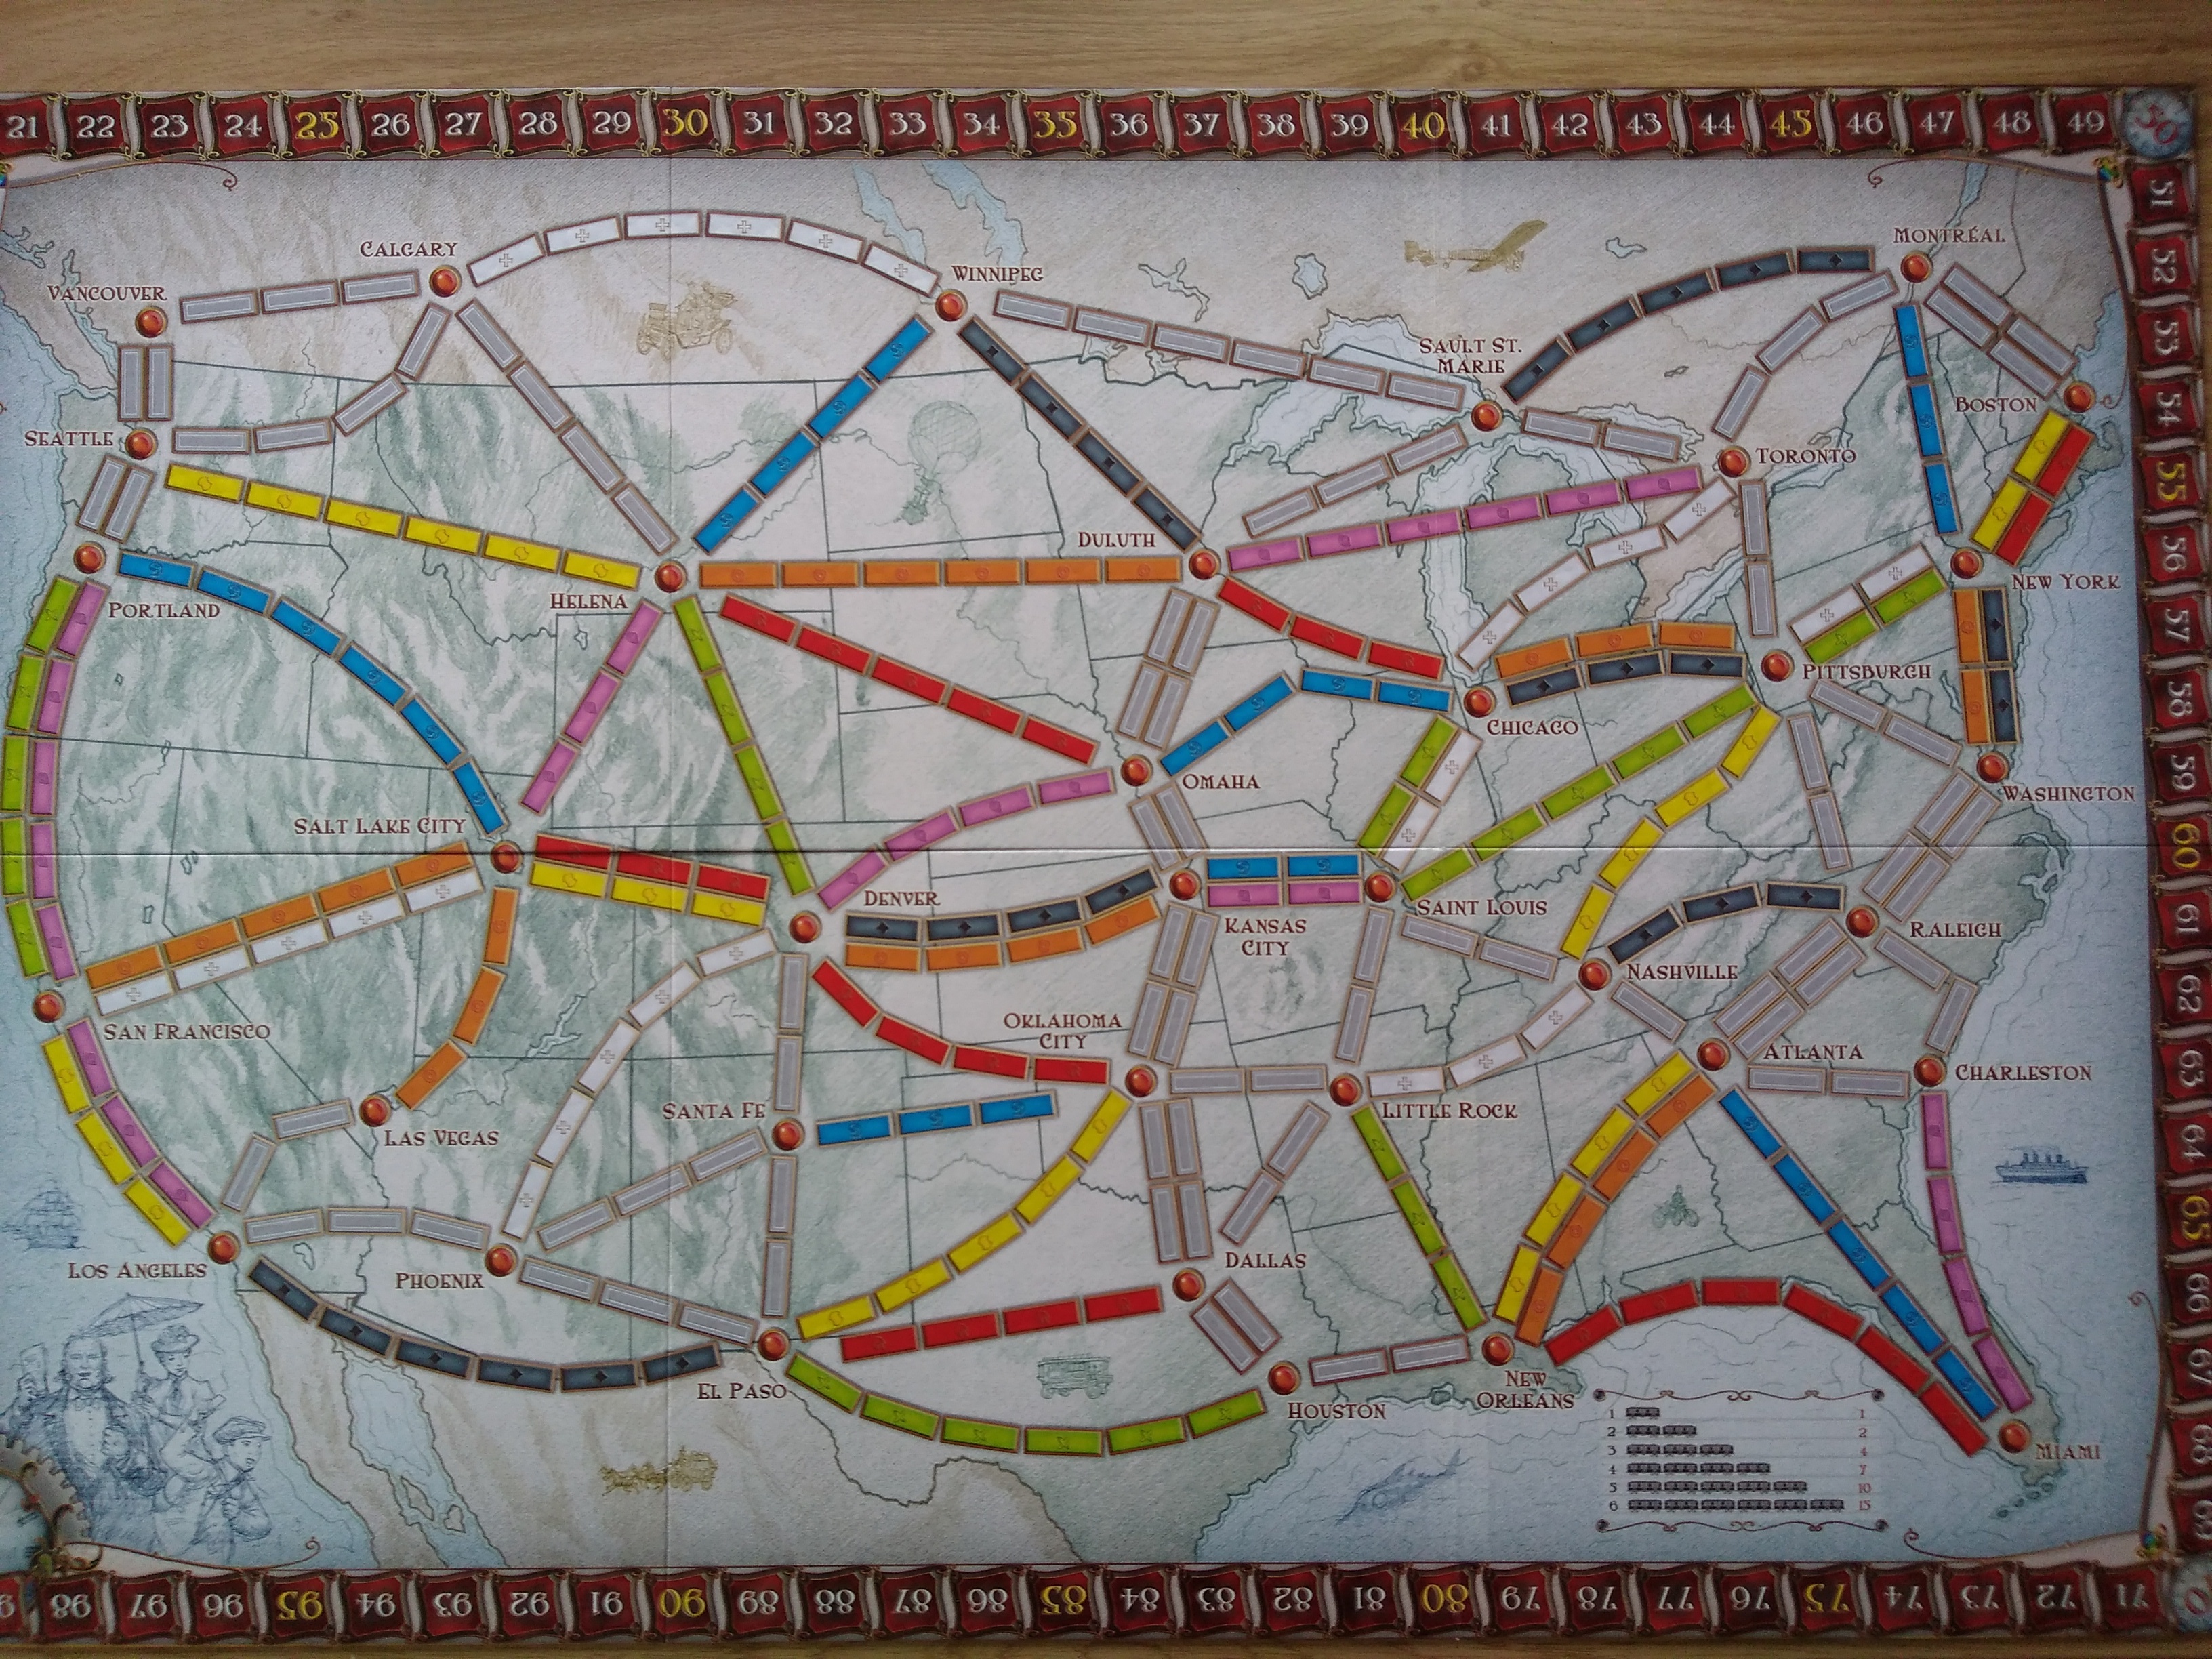 21 22 23 24 25 26 27 28 29 30 31 32 33 34 35 36 37 38 39 40 41 42 43 44 45 46 47 48 49 50
51
52
53
54
55
56
57
58
59
60
61
62
63
64
65
66
67
68
69
MONTRÉAL
CALGARY
WINNIPEG
VANCOUVER
SAULT ST.
MARIE
BOSTON
SEATTLE
TORONTO
DULUTH
NEW YORK
HELENA
PORTLAND
PITTSBURGH
CHICAGO
OMAHA
WASHINGTON
SALT LAKE CITY
DENVER
SAINT LOUIS
KANSAS
CITY
RALEIGH
NASHVILLE
SAN FRANCISCO
OKLAHOMA
CITY
ATLANTA
CHARLESTON
SANTA FE
LITTLE ROCK
LAS VEGAS
DALLAS
LOS ANGELES
PHOENIX
EL PASO
NEW
ORLEANS
HOUSTON
MIAMI
1 1
2 2
3 4
4 7
5 10
6 15
98 97 96 95 94 93 92 91 90 89 88 87 86 85 84 83 82 81 80 79 78 77 76 75 74 73 72 71